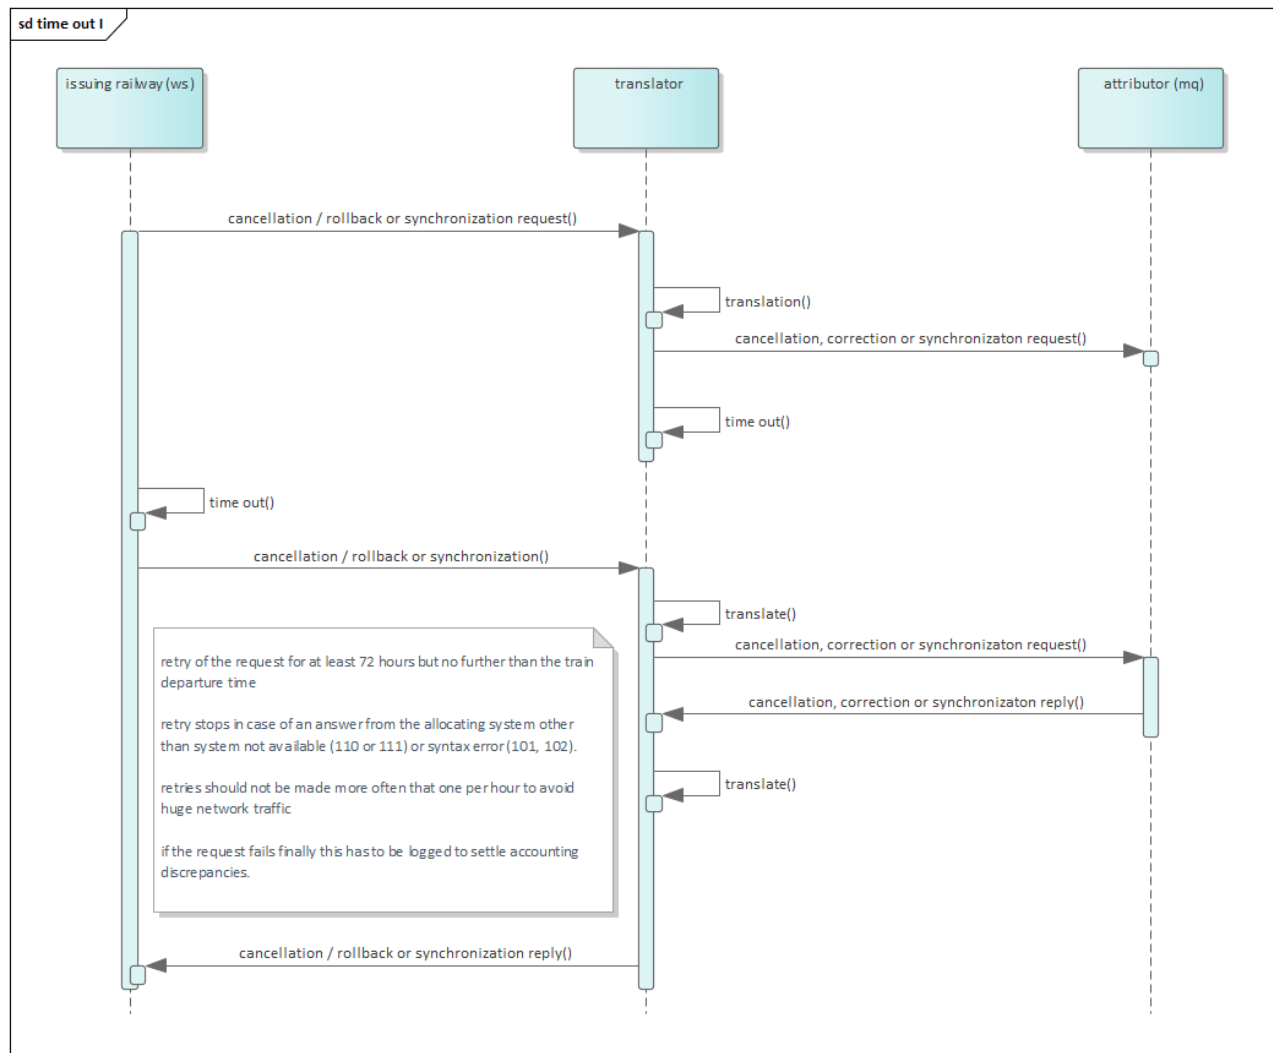 sd time out I
issuing railway (ws)
translator
attributor (mq)
cancellation / rollback or synchronization request()
translation()
cancellation, correction or synchronizaton request()
time out()
time out()
cancellation / rollback or synchronization()
translate()
cancellation, correction or synchronizaton request()
retry of the request for at least 72 hours but no further than the train
departure time
retry stops in case of an answer from the allocating system other
than system not available (110 or 111) or syntax error (101, 102).
retries should not be made more often that one per hour to avoid
huge network traffic
if the request fails finally this has to be logged to settle accounting
discrepancies.
cancellation, correction or synchronizaton reply()
translate()
cancellation / rollback or synchronization reply()